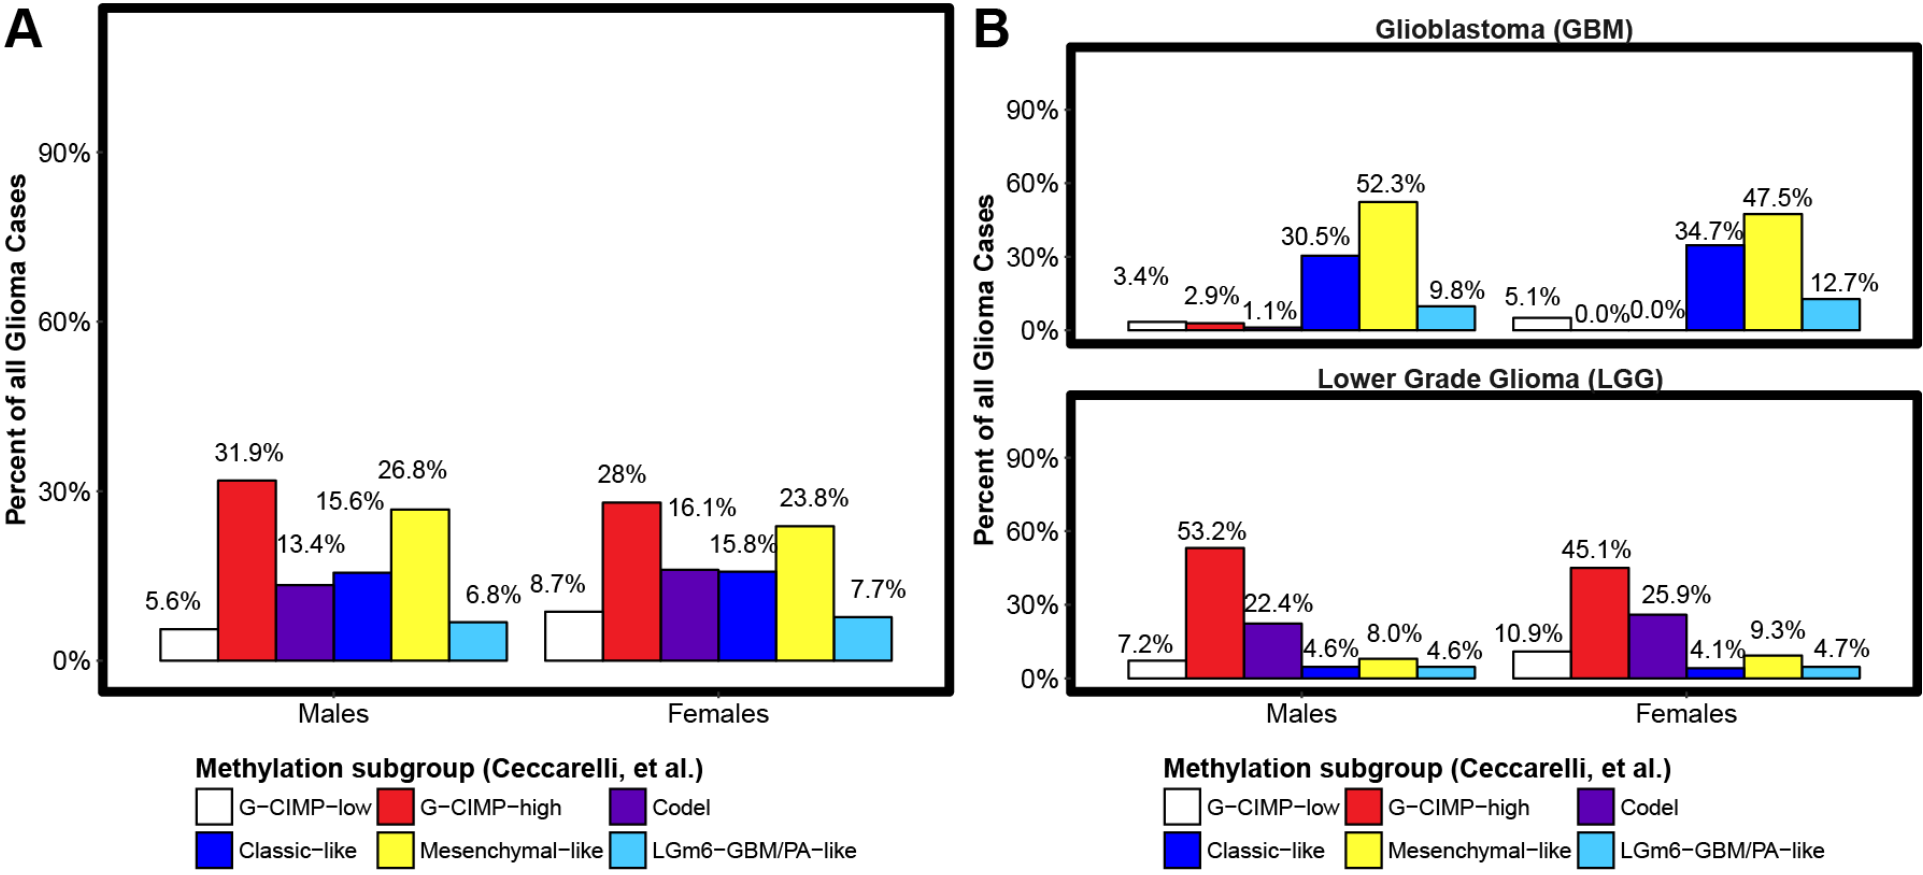 A
Percent of all Glioma Cases
90%
60%
30%
0%
31.9%
26.8%
15.6%
13.4%
5.6%
6.8%
28%
16.1%
23.8%
15.8%
8.7%
7.7%
Males
Females
Methylation subgroup (Ceccarelli, et al.)
G−CIMP−low
G−CIMP−high
Codel
Classic−like
Mesenchymal−like
LGm6−GBM/PA−like
B
Percent of all Glioma Cases
Glioblastoma (GBM)
90%
60%
30%
0%
3.4%
2.9%
1.1%
30.5%
52.3%
9.8%
5.1%
0.0%
0.0%
34.7%
47.5%
12.7%
Lower Grade Glioma (LGG)
90%
60%
30%
0%
7.2%
53.2%
22.4%
4.6%
8.0%
4.6%
10.9%
45.1%
25.9%
4.1%
9.3%
4.7%
Males
Females
Methylation subgroup (Ceccarelli, et al.)
G−CIMP−low
G−CIMP−high
Codel
Classic−like
Mesenchymal−like
LGm6−GBM/PA−like